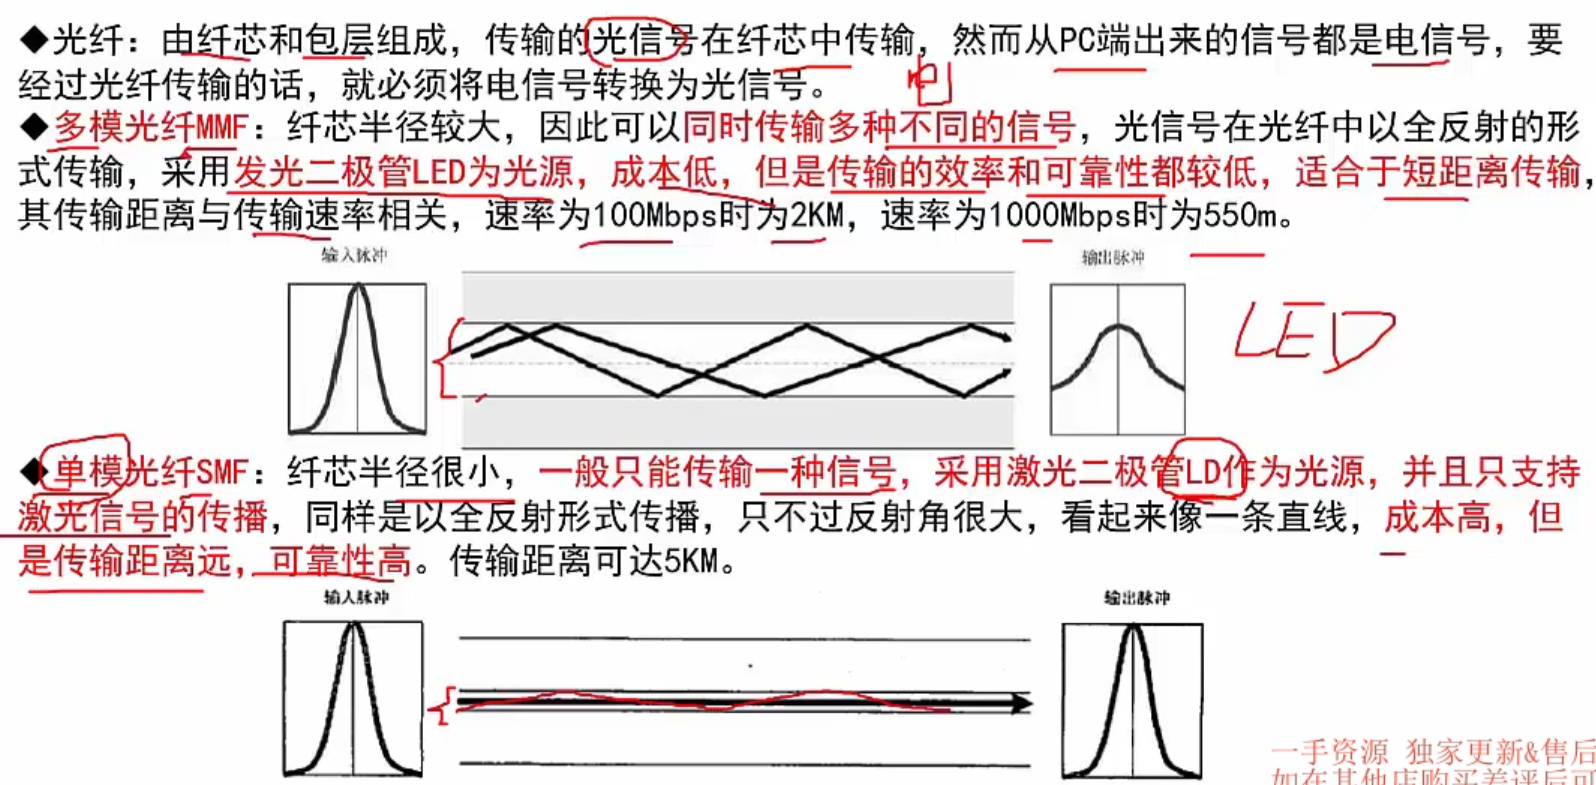 ◆光纤：由纤芯和包层组成，传输的光信号在纤芯中传输，然而从PC端出来的信号都是电信号，要
经过光纤传输的话，就必须将电信号转换为光信号。
◆多模光纤MMF：纤芯半径较大，因此可以同时传输多种不同的信号，光信号在光纤中以全反射的形
式传输，采用发光二极管LED为光源，成本低，但是传输的效率和可靠性都较低，适合于短距离传输，
其传输距离与传输速率相关，速率为100Mbps时为2KM，速率为1000Mbps时为550m。
输入脉冲
输出脉冲
LED
◆单模光纤SMF：纤芯半径很小，一般只能传输一种信号，采用激光二极管LD作为光源，并且只支持
激光信号的传播，同样是以全反射形式传播，只不过反射角很大，看起来像一条直线，成本高，但
是传输距离远，可靠性高。传输距离可达5KM。
输入脉冲
输出脉冲
一手资源 独家更新&售后
如在其他店购买差评后可